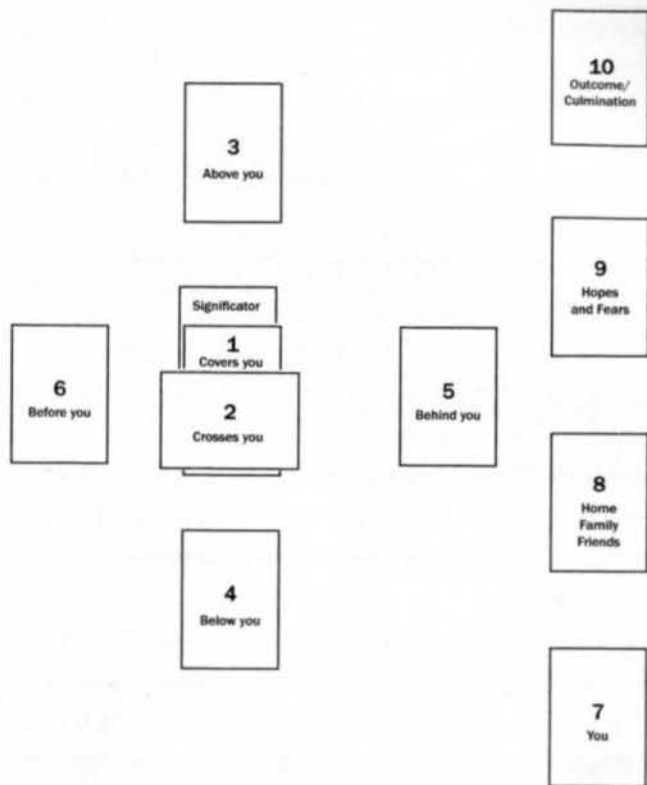 10
Outcome/
Culmination
3
Above you
9
Hopes
and Fears
Significator
1
Covers you
6
Before you
2
Crosses you
5
Behind you
8
Home
Family
Friends
4
Below you
7
You